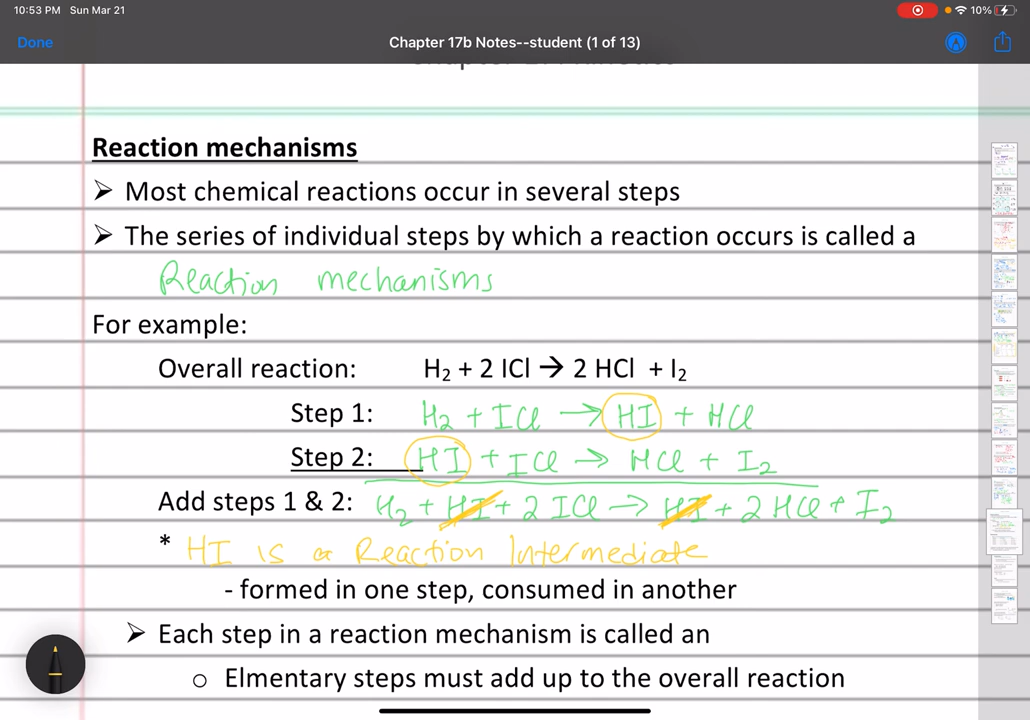 10:53 PM Sun Mar 21
10%
Done
Chapter 17b Notes--student (1 of 13)
Reaction mechanisms
➢ Most chemical reactions occur in several steps
➢ The series of individual steps by which a reaction occurs is called a
Reaction mechanisms
For example:
Overall reaction: H₂ + 2 ICl → 2 HCl + I₂
Step 1: H₂ + ICl → HI + HCl
Step 2: HI + ICl → HCl + I₂
Add steps 1 & 2: H₂ + HI + 2 ICl → HI + 2 HCl + I₂
* HI is a Reaction Intermediate
- formed in one step, consumed in another
➢ Each step in a reaction mechanism is called an
o Elmentary steps must add up to the overall reaction